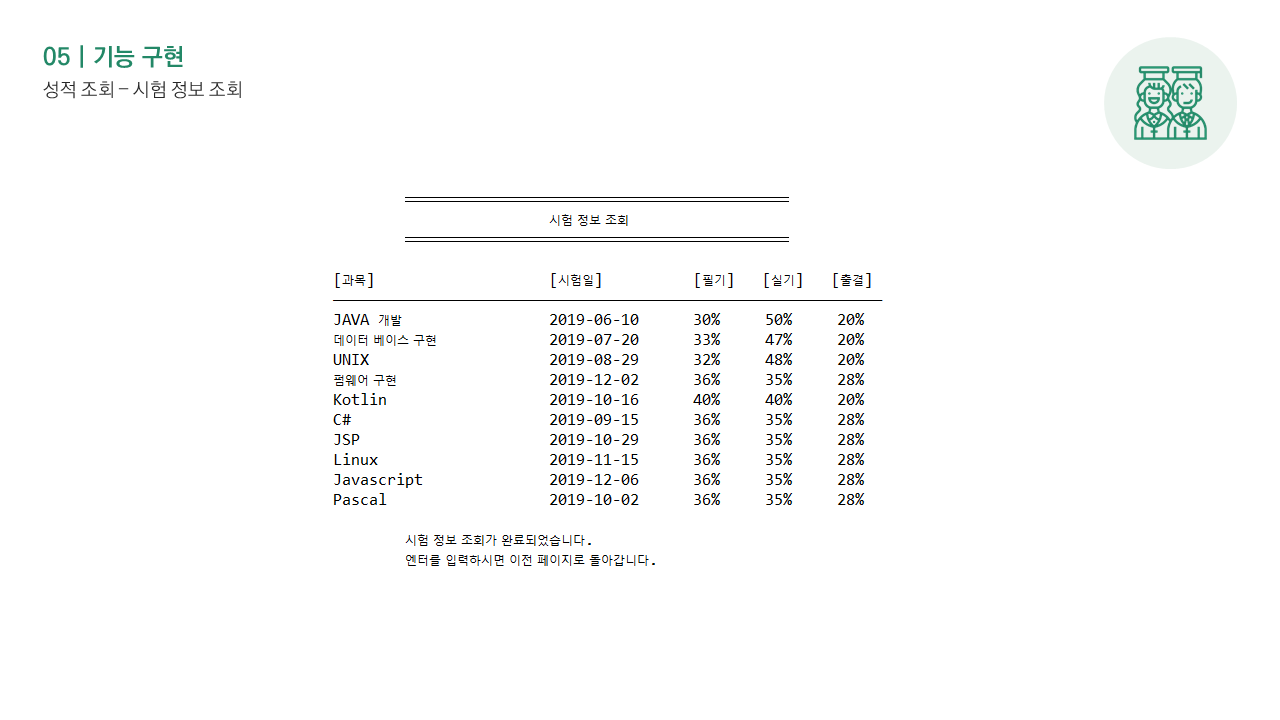 05 | 기능 구현
성적 조회 – 시험 정보 조회
시험 정보 조회
[과목] [시험일] [필기] [실기] [출결]
JAVA 개발 2019-06-10 30% 50% 20%
데이터 베이스 구현 2019-07-20 33% 47% 20%
UNIX 2019-08-29 32% 48% 20%
펌웨어 구현 2019-12-02 36% 35% 28%
Kotlin 2019-10-16 40% 40% 20%
C# 2019-09-15 36% 35% 28%
JSP 2019-10-29 36% 35% 28%
Linux 2019-11-15 36% 35% 28%
Javascript 2019-12-06 36% 35% 28%
Pascal 2019-10-02 36% 35% 28%
시험 정보 조회가 완료되었습니다.
엔터를 입력하시면 이전 페이지로 돌아갑니다.